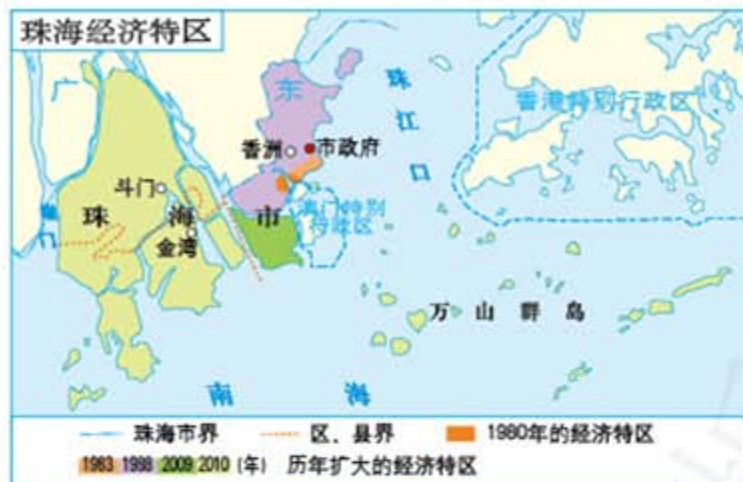 珠海经济特区
广
东
珠江口
香港特别行政区
香洲
市政府
斗门
澳门特别
行政区
珠海市
金湾
万山群岛
南海
珠海市界
区、县界
1980年的经济特区
1983 1988 2009 2010 (年) 历年扩大的经济特区